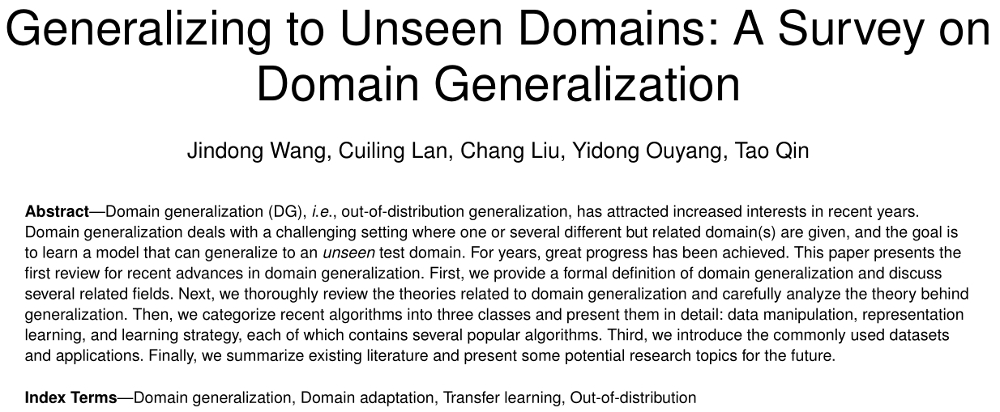 Generalizing to Unseen Domains: A Survey on
Domain Generalization
Jindong Wang, Cuiling Lan, Chang Liu, Yidong Ouyang, Tao Qin
Abstract—Domain generalization (DG), i.e., out-of-distribution generalization, has attracted increased interests in recent years.
Domain generalization deals with a challenging setting where one or several different but related domain(s) are given, and the goal is
to learn a model that can generalize to an unseen test domain. For years, great progress has been achieved. This paper presents the
first review for recent advances in domain generalization. First, we provide a formal definition of domain generalization and discuss
several related fields. Next, we thoroughly review the theories related to domain generalization and carefully analyze the theory behind
generalization. Then, we categorize recent algorithms into three classes and present them in detail: data manipulation, representation
learning, and learning strategy, each of which contains several popular algorithms. Third, we introduce the commonly used datasets
and applications. Finally, we summarize existing literature and present some potential research topics for the future.
Index Terms—Domain generalization, Domain adaptation, Transfer learning, Out-of-distribution